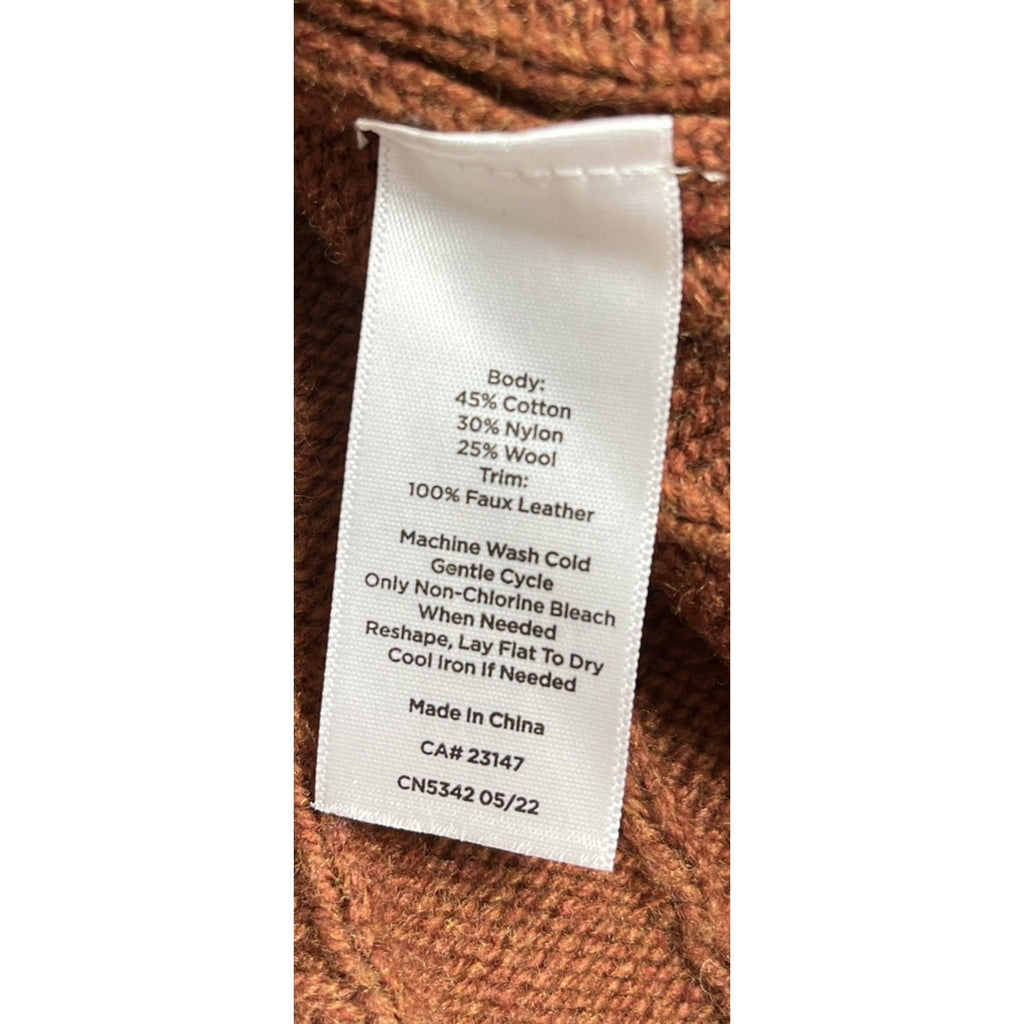 Body:
45% Cotton
30% Nylon
25% Wool
Trim:
100% Faux Leather
Machine Wash Cold
Gentle Cycle
Only Non-Chlorine Bleach
When Needed
Reshape, Lay Flat To Dry
Cool Iron If Needed
Made In China
CA# 23147
CN5342 05/22